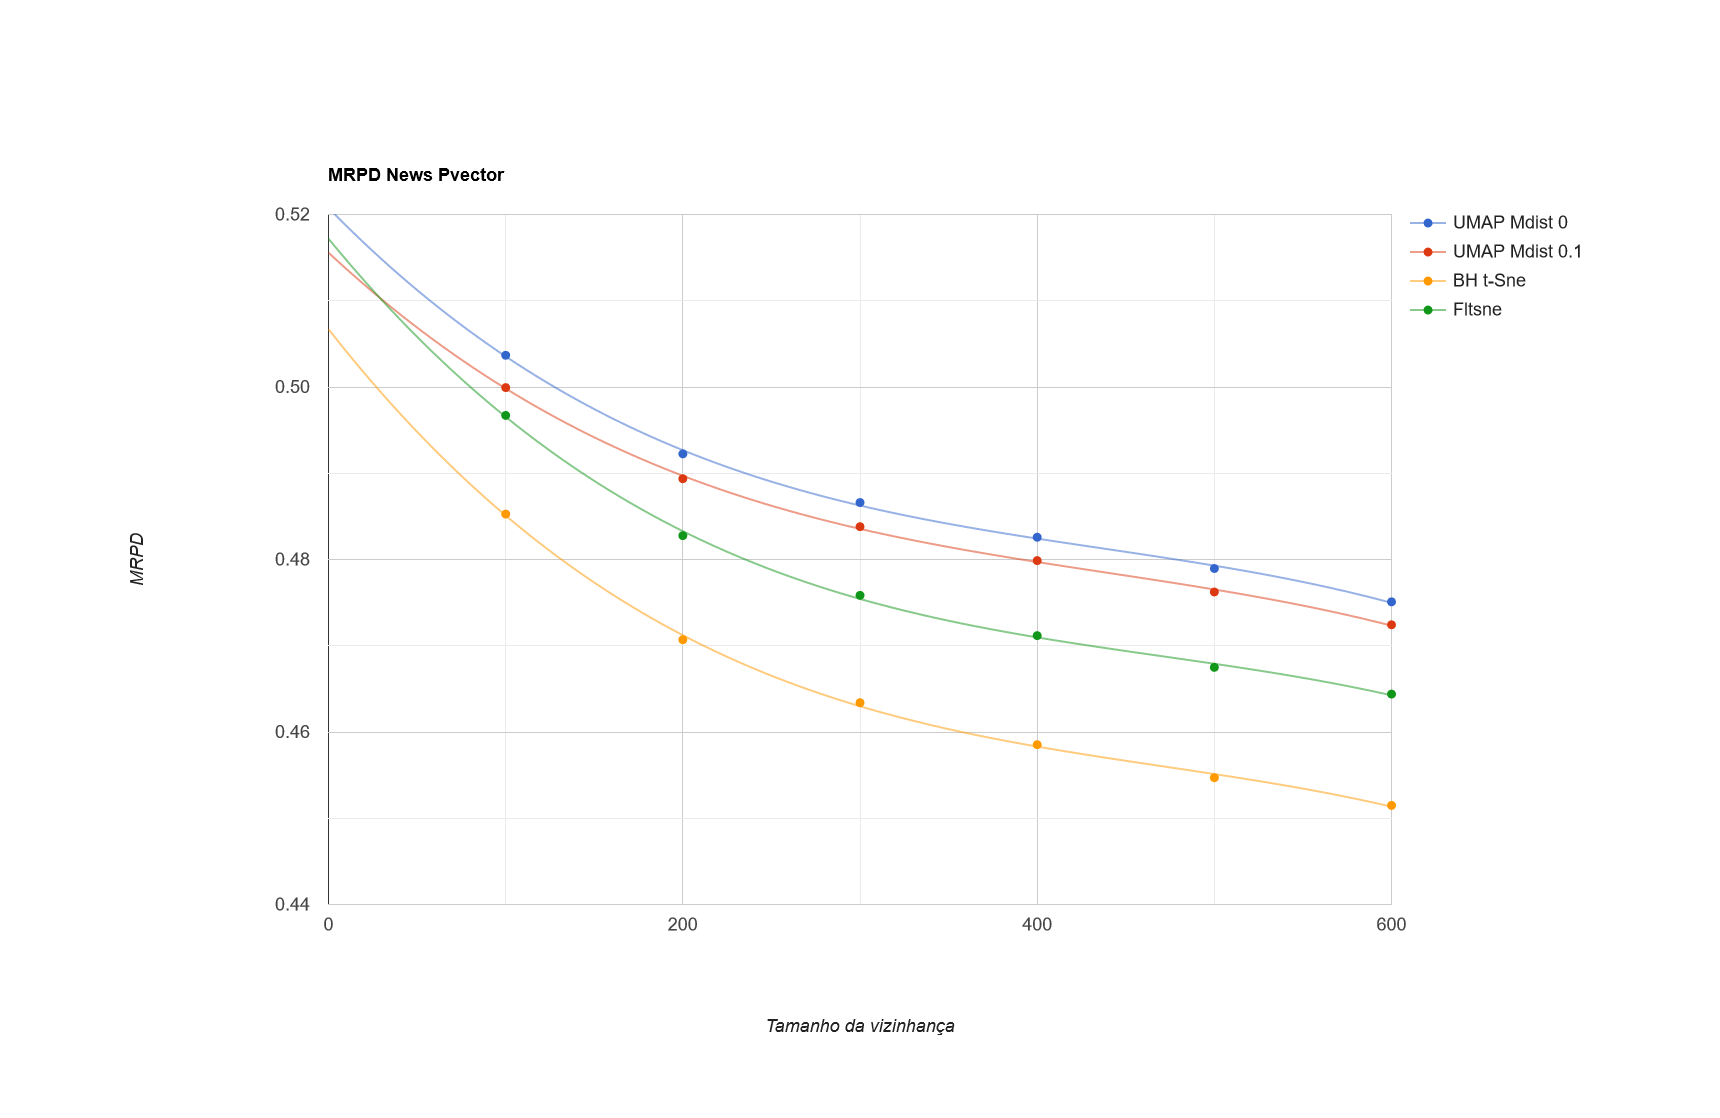 MRPD News Pvector
0.52
0.50
0.48
0.46
0.44
0
200
400
600
MRPD
Tamanho da vizinhança
UMAP Mdist 0
UMAP Mdist 0.1
BH t-Sne
FItsne